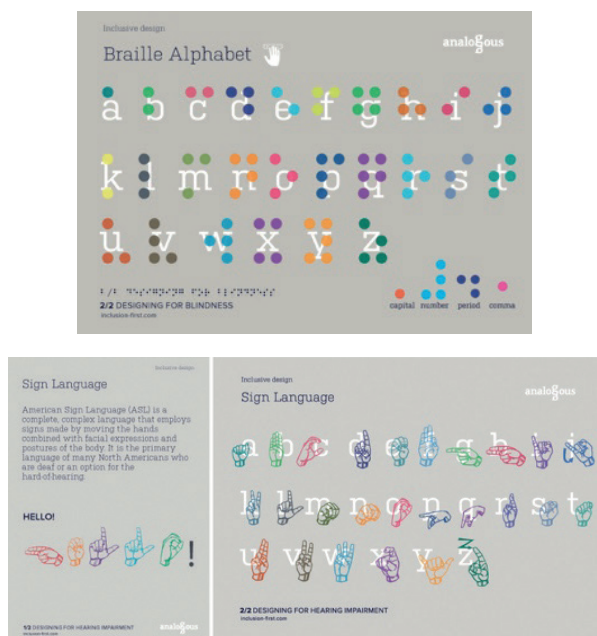 Inclusive design
Braille Alphabet
analogous
a b c d e f g h i j
k l m n o p q r s t
u v w x y z
⠃⠊⠃ ⠙⠑⠎⠊⠛⠝⠊⠝⠛ ⠋⠕⠗ ⠃⠇⠊⠝⠙⠝⠑⠎⠎
capital number period comma
2/2 DESIGNING FOR BLINDNESS
inclusion-first.com
Inclusive design
Sign Language
American Sign Language (ASL) is a
complete, complex language that employs
signs made by moving the hands
combined with facial expressions and
postures of the body. It is the primary
language of many North Americans who
are deaf or an option for the
hard-of-hearing.
HELLO!
!
1/2 DESIGNING FOR HEARING IMPAIRMENT
analogous
Inclusive design
Sign Language
analogous
a b c d e f g h i j
k l m n o p q r s t
u v w x y z
2/2 DESIGNING FOR HEARING IMPAIRMENT
inclusion-first.com